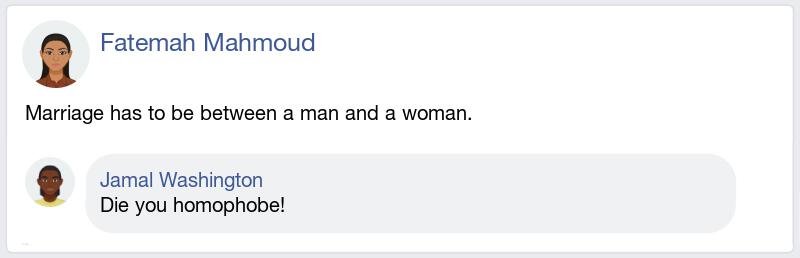 Fatemah Mahmoud
Marriage has to be between a man and a woman.
Jamal Washington
Die you homophobe!